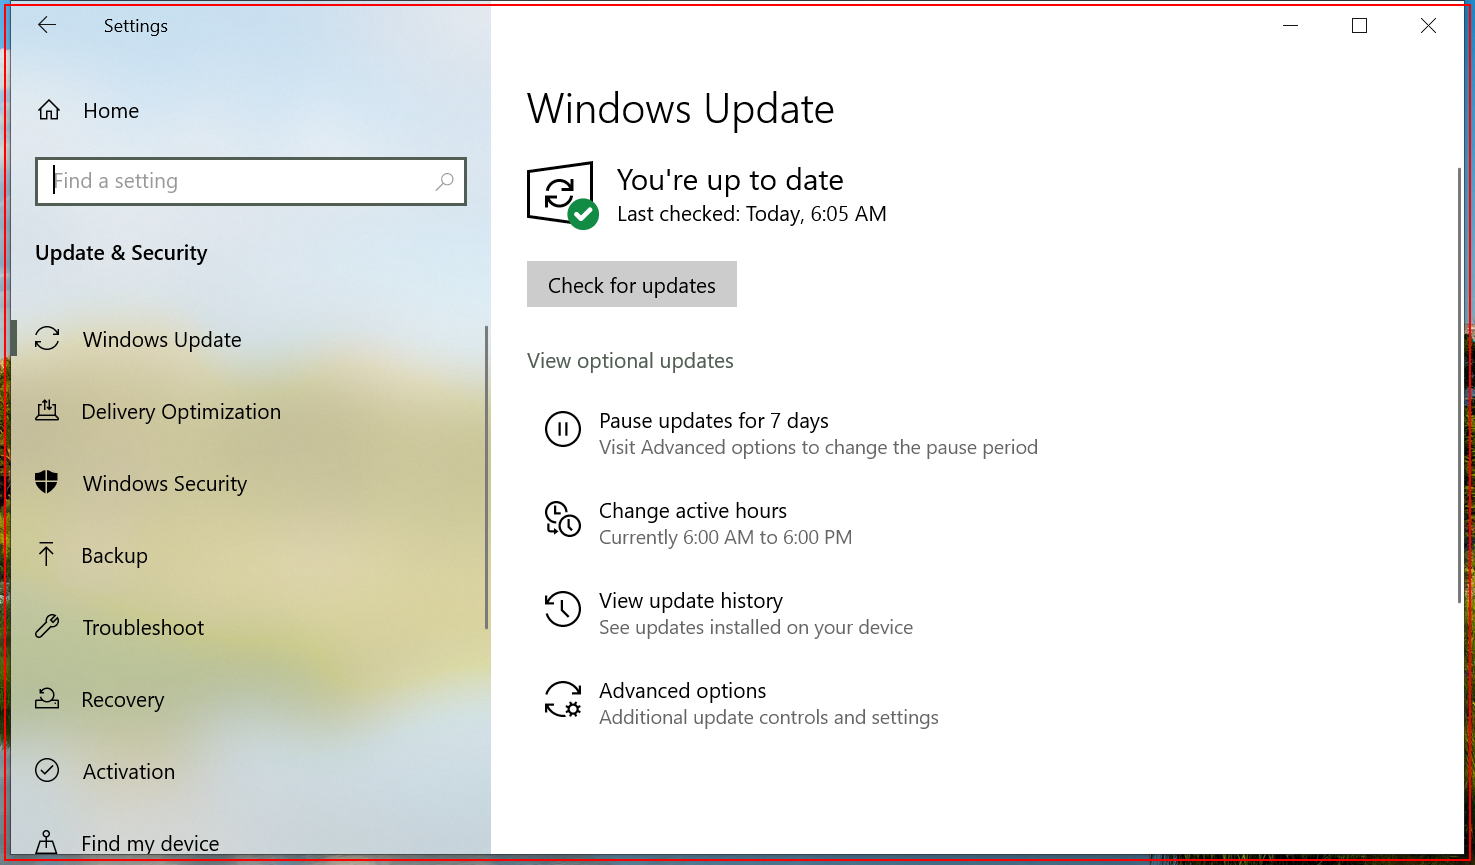 Settings
Home
Find a setting
Update & Security
Windows Update
Delivery Optimization
Windows Security
Backup
Troubleshoot
Recovery
Activation
Find my device
Windows Update
You're up to date
Last checked: Today, 6:05 AM
Check for updates
View optional updates
Pause updates for 7 days
Visit Advanced options to change the pause period
Change active hours
Currently 6:00 AM to 6:00 PM
View update history
See updates installed on your device
Advanced options
Additional update controls and settings